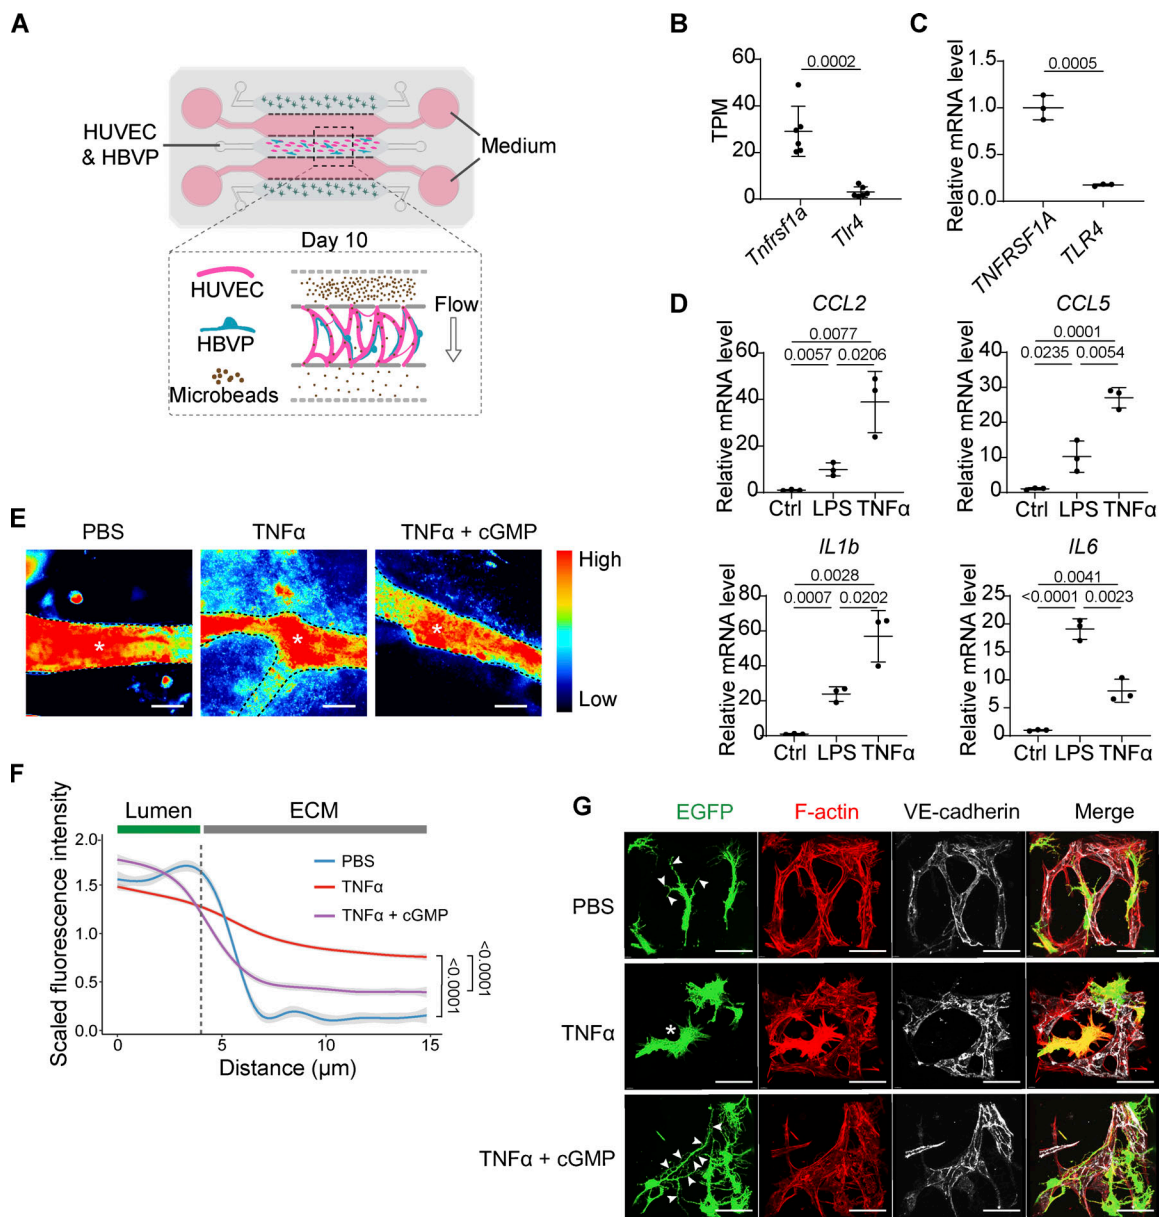 A
HUVEC
& HBVP
Medium
Day 10
HUVEC
HBVP
Microbeads
Flow
B
TPM
60
40
20
0
0.0002
Tnfrsf1a
Tlr4
C
Relative mRNA level
1.5
1.0
0.5
0.0
0.0005
TNFRSF1A
TLR4
D
CCL2
Relative mRNA level
60
40
20
0
0.0077
0.0057 0.0206
Ctrl LPS TNFα
CCL5
Relative mRNA level
40
30
20
10
0
0.0001
0.0235 0.0054
Ctrl LPS TNFα
IL1b
Relative mRNA level
80
60
40
20
0
0.0028
0.0007 0.0202
Ctrl LPS TNFα
IL6
Relative mRNA level
25
20
15
10
5
0
0.0041
<0.0001 0.0023
Ctrl LPS TNFα
E
PBS
TNFα
TNFα + cGMP
High
Low
* * *
F
Lumen
ECM
Scaled fluorescence intensity
2.0
1.5
1.0
0.5
0.0
PBS
TNFα
TNFα + cGMP
<.0001
<.0001
0 5 10 15
Distance (μm)
G
EGFP F-actin VE-cadherin Merge
PBS
TNFα
*
TNFα + cGMP